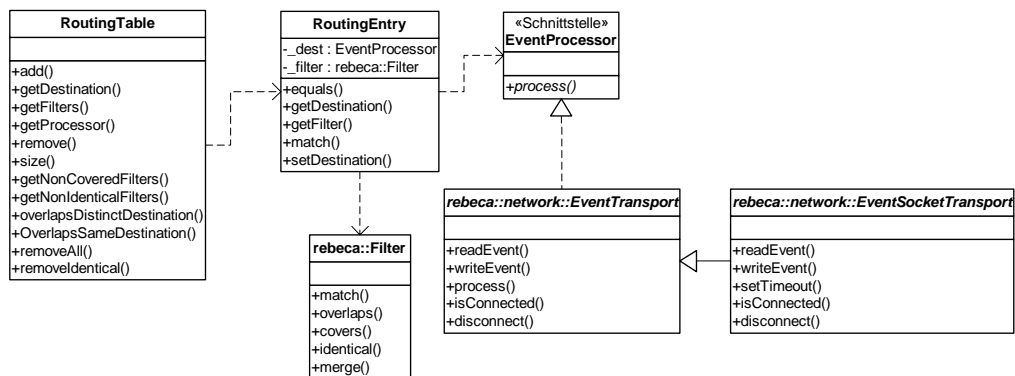 RoutingTable
+add()
+getDestination()
+getFilters()
+getProcessor()
+remove()
+size()
+getNonCoveredFilters()
+getNonIdenticalFilters()
+overlapsDistinctDestination()
+OverlapsSameDestination()
+removeAll()
+removeIdentical()
RoutingEntry
-_dest : EventProcessor
-_filter : rebeca::Filter
+equals()
+getDestination()
+getFilter()
+match()
+setDestination()
«Schnittstelle»
EventProcessor
+process()
rebeca::Filter
+match()
+overlaps()
+covers()
+identical()
+merge()
rebeca::network::EventTransport
+readEvent()
+writeEvent()
+process()
+isConnected()
+disconnect()
rebeca::network::EventSocketTransport
+readEvent()
+writeEvent()
+setTimeout()
+isConnected()
+disconnect()